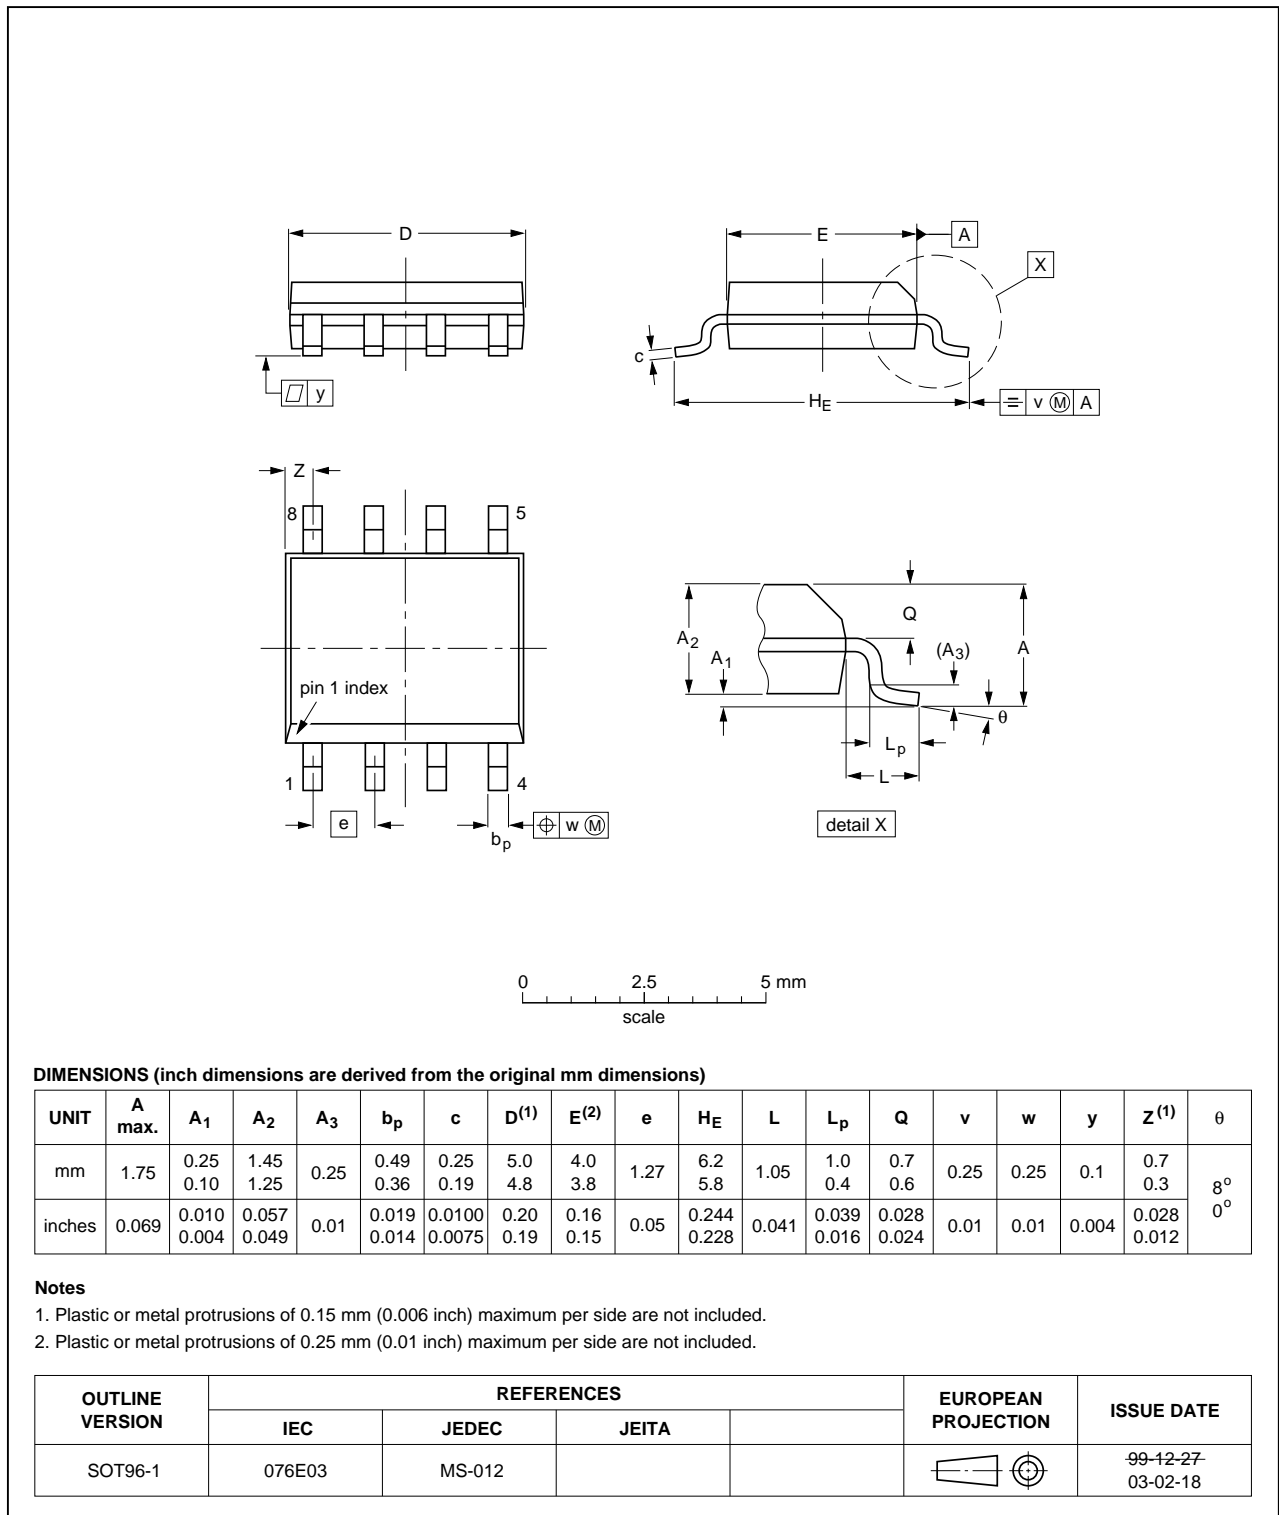 D
E
A
X
c
y
HE
v M A
Z
8
5
pin 1 index
1
4
e
bp
w M
A2
A1
Q
(A3)
A
θ
Lp
L
detail X
0 2.5 5 mm
scale
DIMENSIONS (inch dimensions are derived from the original mm dimensions)
UNIT A max. A1 A2 A3 bp c D(1) E(2) e HE L Lp Q v w y Z(1) θ
mm 1.75 0.25 0.10 1.45 1.25 0.25 0.49 0.36 0.25 0.19 5.0 4.8 4.0 3.8 1.27 6.2 5.8 1.05 1.0 0.4 0.7 0.6 0.25 0.25 0.1 0.7 0.3 8° 0°
inches 0.069 0.010 0.004 0.057 0.049 0.01 0.019 0.014 0.0100 0.0075 0.20 0.19 0.16 0.15 0.05 0.244 0.228 0.041 0.039 0.016 0.028 0.024 0.01 0.01 0.004 0.028 0.012
Notes
1. Plastic or metal protrusions of 0.15 mm (0.006 inch) maximum per side are not included.
2. Plastic or metal protrusions of 0.25 mm (0.01 inch) maximum per side are not included.
OUTLINE VERSION REFERENCES EUROPEAN PROJECTION ISSUE DATE
IEC JEDEC JEITA
SOT96-1 076E03 MS-012 99-12-27
03-02-18